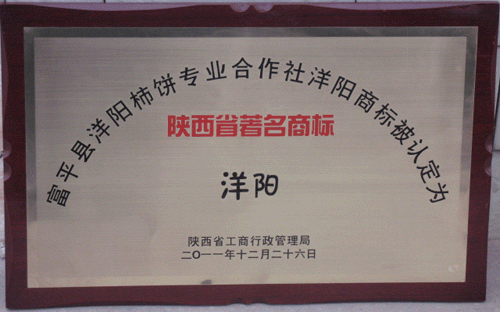 富平县洋阳柿饼专业合作社洋阳商标被认定为
陕西省著名商标
洋阳
陕西省工商行政管理局
二〇一一年十二月二十六日